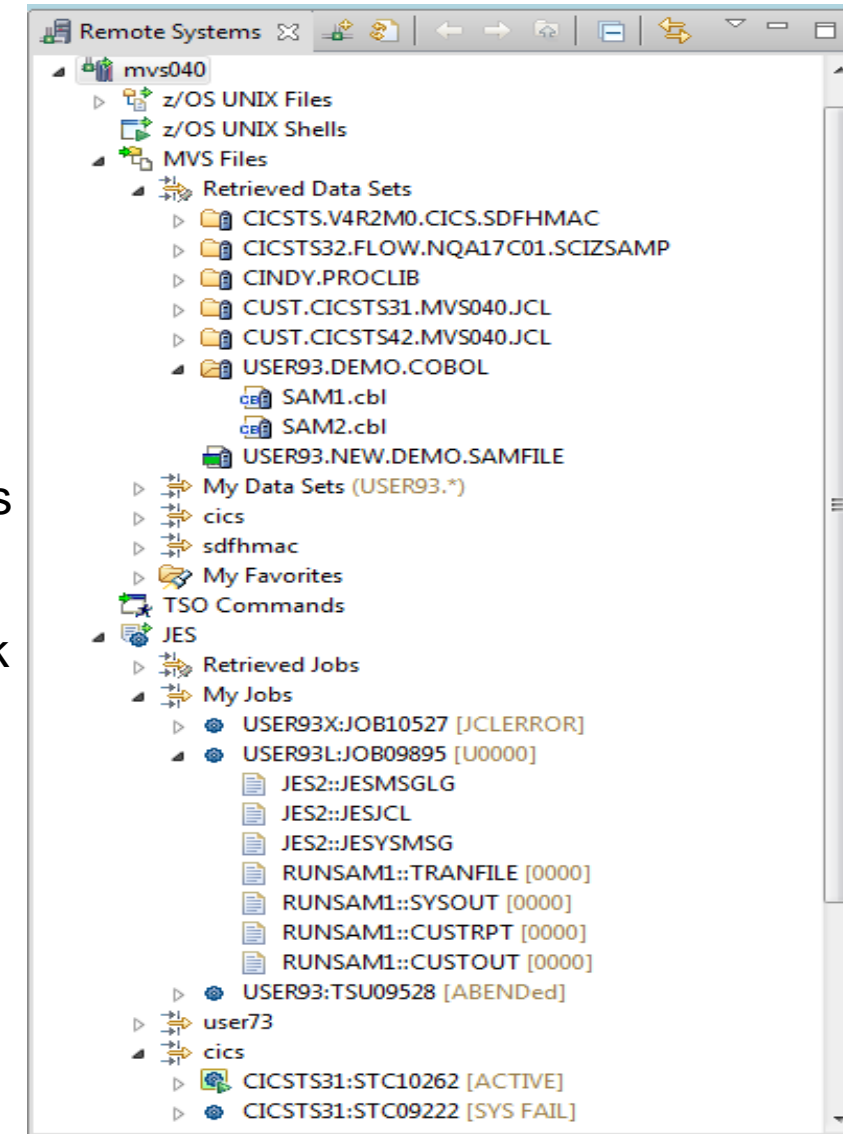 Remote Systems
mvs040
z/OS UNIX Files
z/OS UNIX Shells
MVS Files
Retrieved Data Sets
CICSTS.V4R2M0.CICS.SDFHMAC
CICSTS32.FLOW.NQA17C01.SCIZSAMP
CINDY.PROCLIB
CUST.CICSTS31.MVS040.JCL
CUST.CICSTS42.MVS040.JCL
USER93.DEMO.COBOL
SAM1.cbl
SAM2.cbl
USER93.NEW.DEMO.SAMFILE
s
My Data Sets (USER93.*)
cics
sdfhmac
My Favorites
TSO Commands
JES
k
Retrieved Jobs
My Jobs
USER93X:JOB10527 [JCLERROR]
USER93L:JOB09895 [U0000]
JES2::JESMSGLG
JES2::JESJCL
JES2::JESYSMSG
RUNSAM1::TRANFILE [0000]
RUNSAM1::SYSOUT [0000]
RUNSAM1::CUSTRPT [0000]
RUNSAM1::CUSTOUT [0000]
USER93:TSU09528 [ABENDed]
user73
cics
CICSTS31:STC10262 [ACTIVE]
CICSTS31:STC09222 [SYS FAIL]